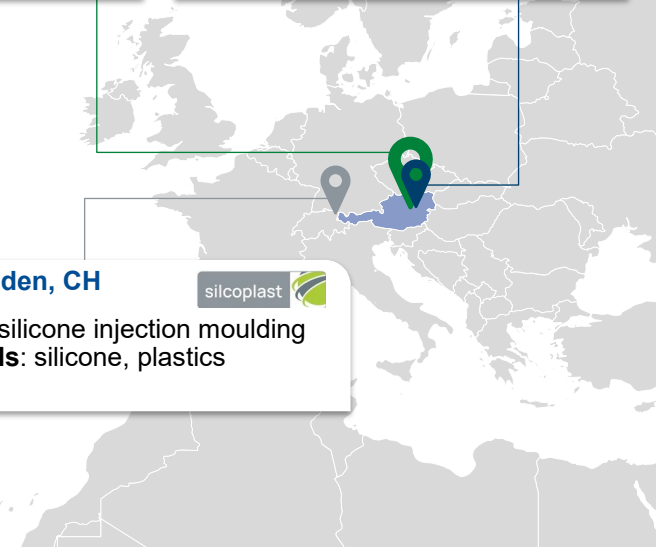 den, CH
silcoplast
silicone injection moulding
ls: silicone, plastics